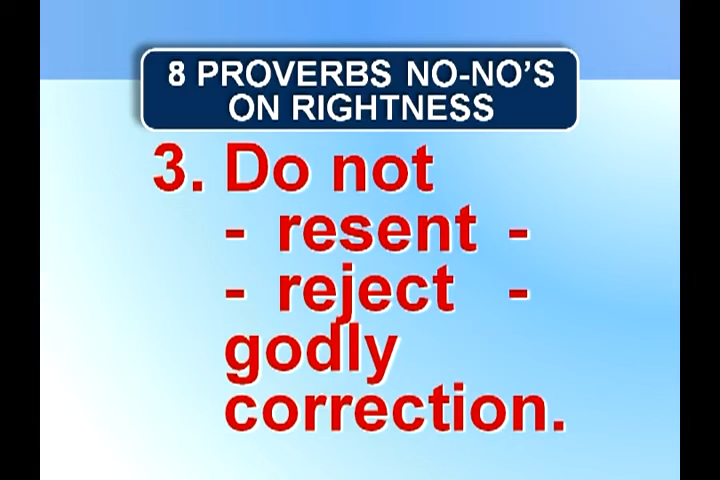 8 PROVERBS NO-NO'S
ON RIGHTNESS
3. Do not
- resent -
- reject -
godly
correction.